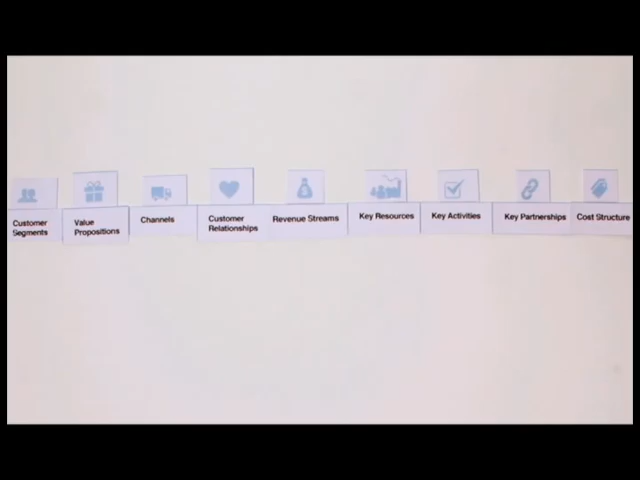 Customer
Segments
Value
Propositions
Channels
Customer
Relationships
Revenue Streams
Key Resources
Key Activities
Key Partnerships
Cost Structure